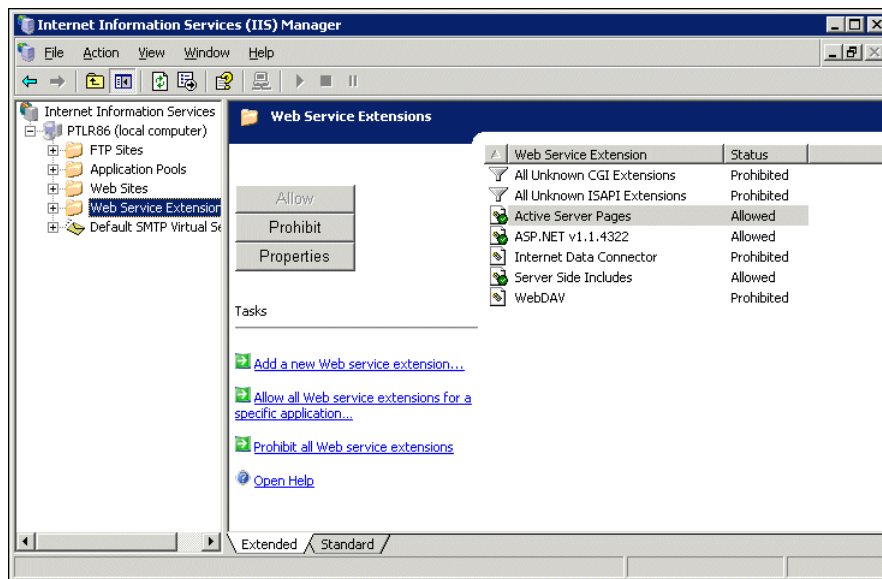 Internet Information Services (IIS) Manager
File Action View Window Help
Internet Information Services
PTLR86 (local computer)
FTP Sites
Application Pools
Web Sites
Web Service Extension
Default SMTP Virtual Se
Web Service Extensions
Allow
Prohibit
Properties
Tasks
Add a new Web service extension...
Allow all Web service extensions for a
specific application...
Prohibit all Web service extensions
Open Help
Web Service Extension Status
All Unknown CGI Extensions Prohibited
All Unknown ISAPI Extensions Prohibited
Active Server Pages Allowed
ASP.NET v1.1.4322 Allowed
Internet Data Connector Prohibited
Server Side Includes Allowed
WebDAV Prohibited
Extended Standard